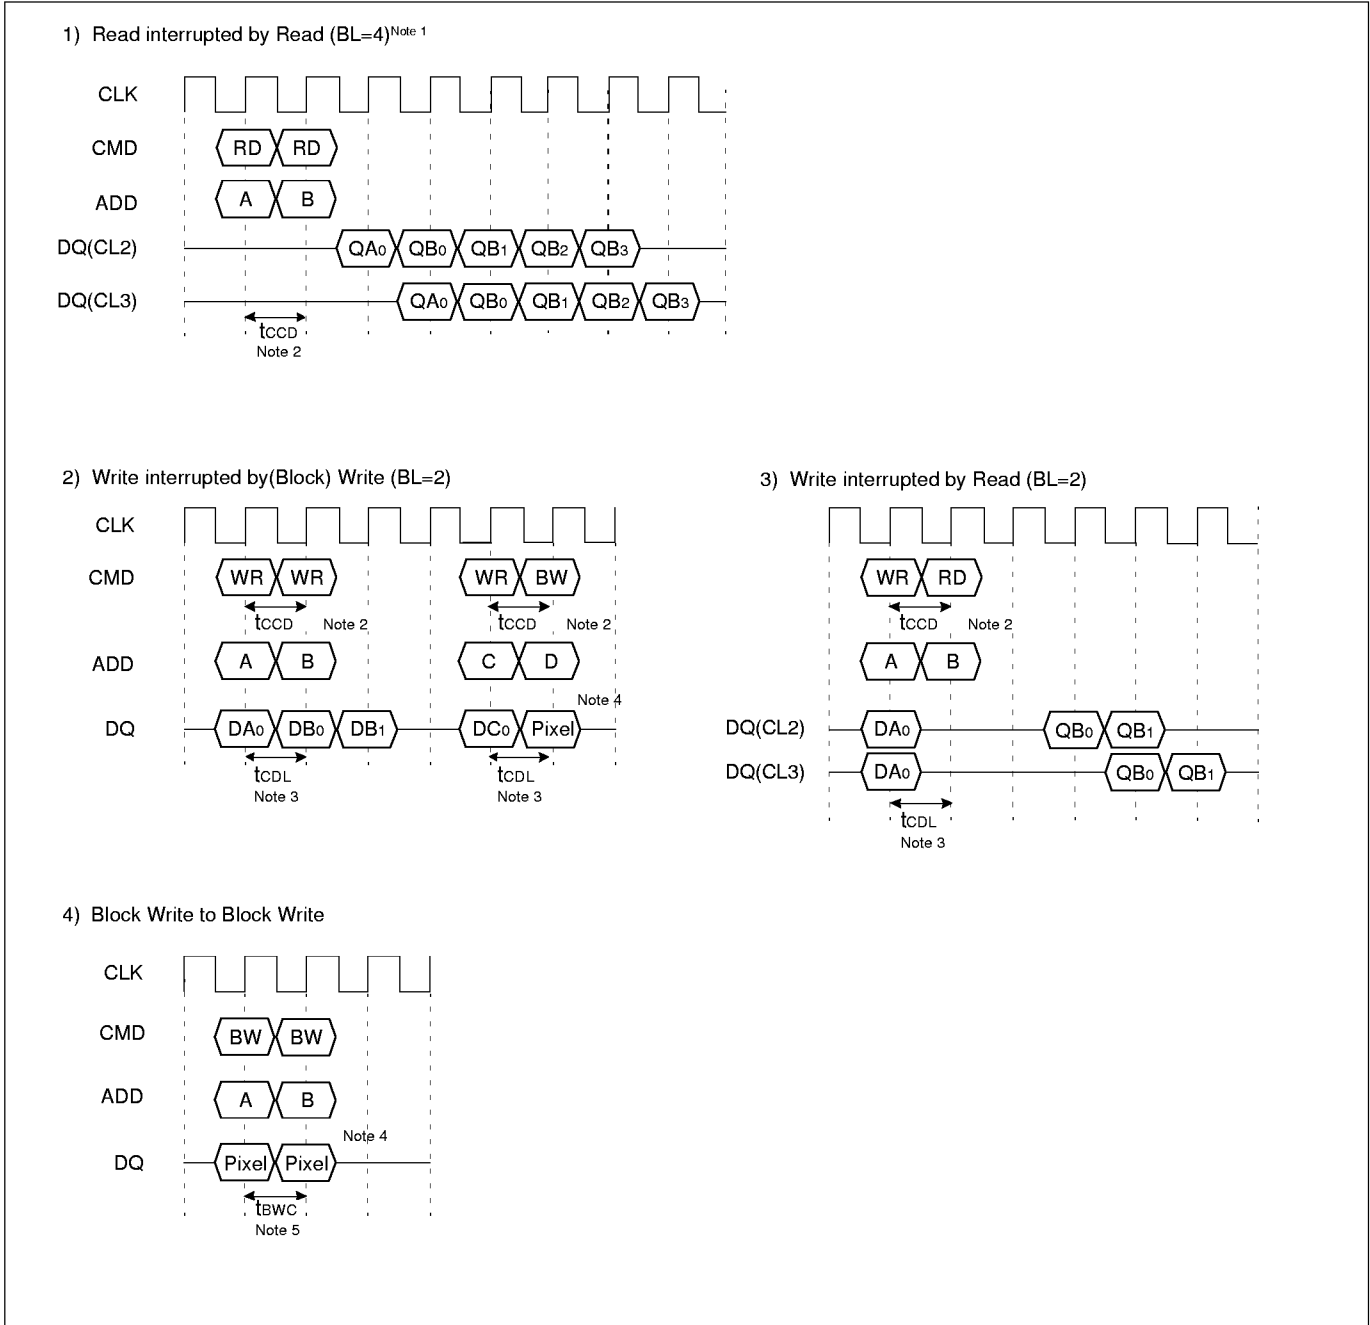 1) Read interrupted by Read (BL=4)Note 1
CLK
CMD RD RD
ADD A B
DQ(CL2) QA0 QB0 QB1 QB2 QB3
DQ(CL3) QA0 QB0 QB1 QB2 QB3
tCCD
Note 2
2) Write interrupted by(Block) Write (BL=2)
CLK
CMD WR WR WR BW
tCCD Note 2 tCCD Note 2
ADD A B C D
Note 4
DQ DA0 DB0 DB1 DC0 Pixel
tCDL tCDL
Note 3 Note 3
3) Write interrupted by Read (BL=2)
CLK
CMD WR RD
tCCD Note 2
ADD A B
DQ(CL2) DA0 QB0 QB1
DQ(CL3) DA0 QB0 QB1
tCDL
Note 3
4) Block Write to Block Write
CLK
CMD BW BW
ADD A B
Note 4
DQ Pixel Pixel
tBWC
Note 5